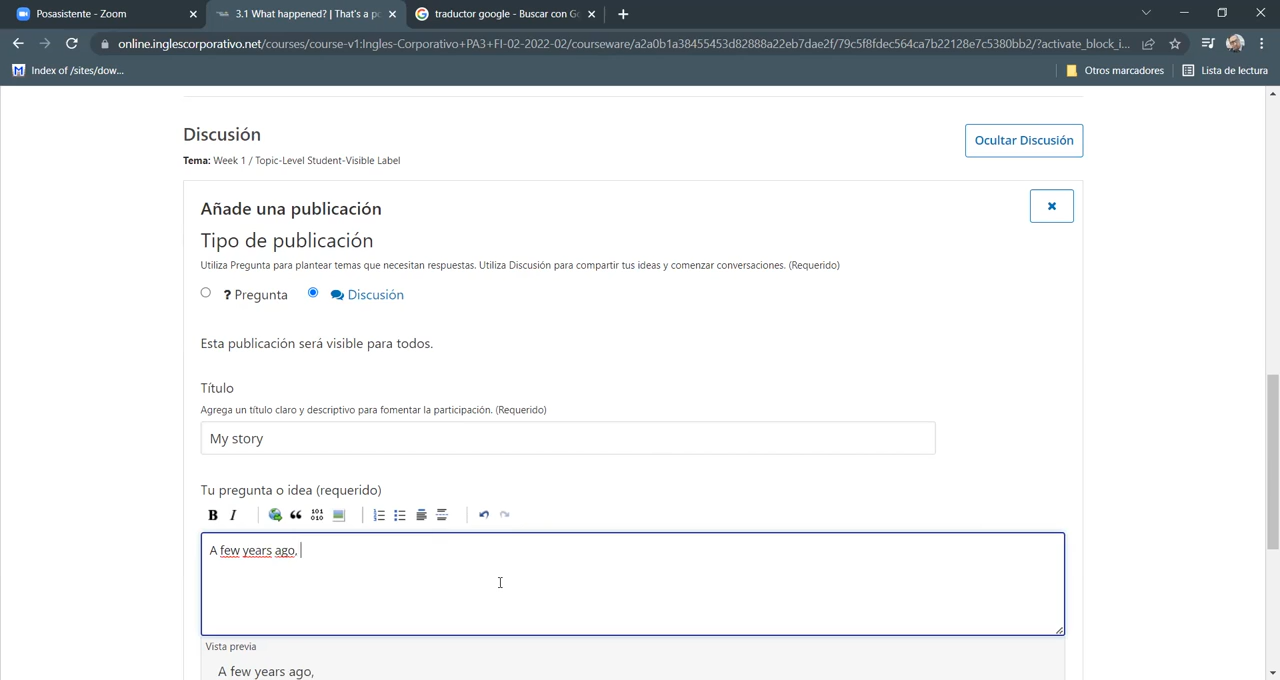 Posasistente - Zoom
3.1 What happened? | That's a po
traductor google - Buscar con Go
online.inglescorporativo.net/courses/course-v1:Ingles-Corporativo+PA3+FI-02-2022-02/courseware/a2a0b1a38455453d82888a22eb7dae2f/79c5f8fdec564ca7b22128e7c5380bb2/?activate_block_i...
Index of /sites/dow...
Otros marcadores
Lista de lectura
Discusión
Ocultar Discusión
Tema: Week 1 / Topic-Level Student-Visible Label
Añade una publicación
Tipo de publicación
Utiliza Pregunta para plantear temas que necesitan respuestas. Utiliza Discusión para compartir tus ideas y comenzar conversaciones. (Requerido)
? Pregunta
Discusión
Esta publicación será visible para todos.
Título
Agrega un título claro y descriptivo para fomentar la participación. (Requerido)
My story
Tu pregunta o idea (requerido)
B I 101 010
A few years ago,
Vista previa
A few years ago,